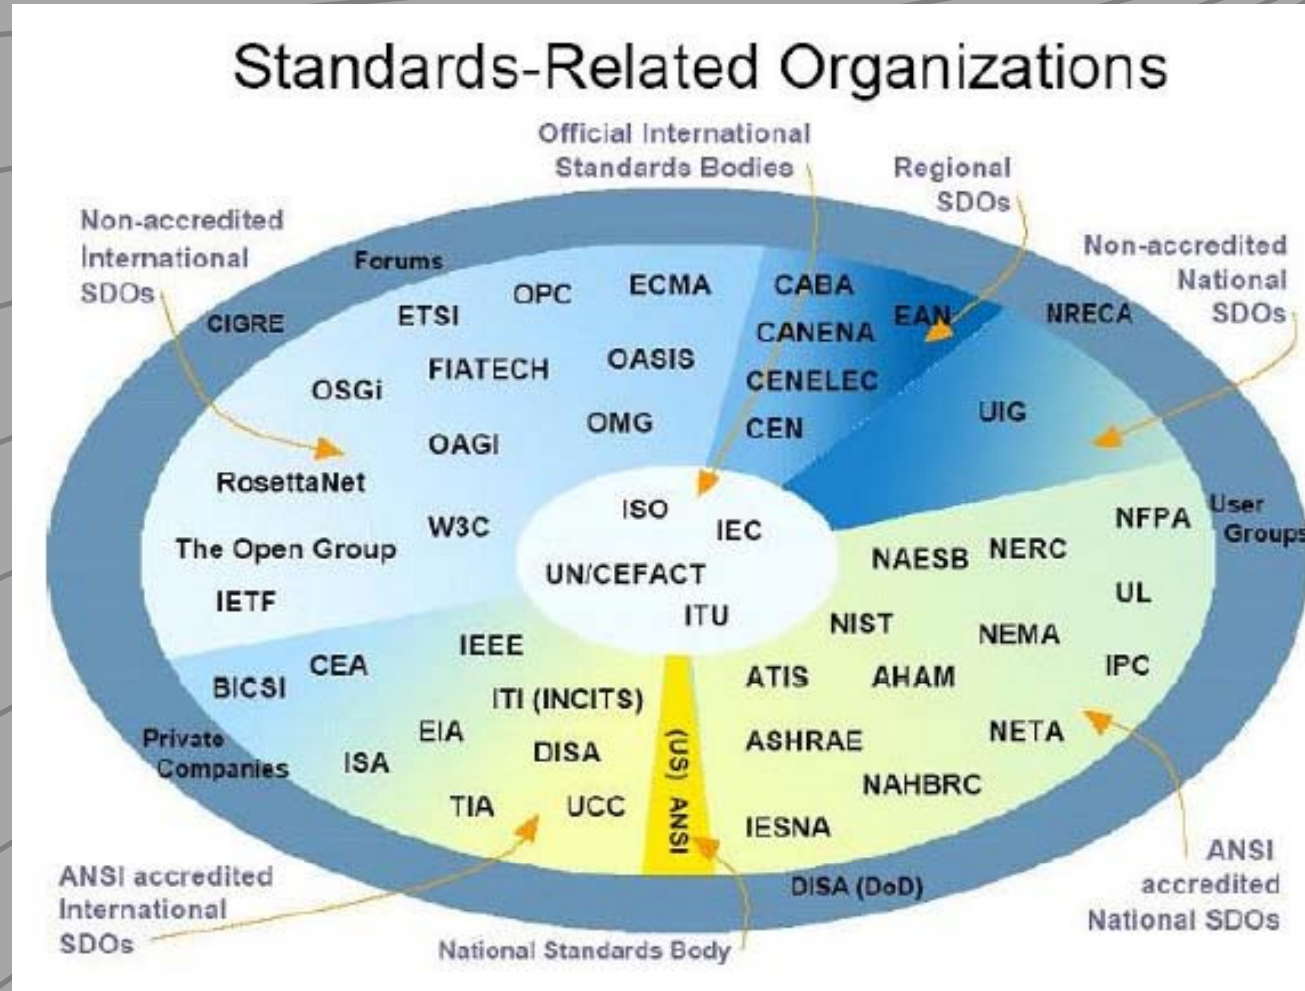 Standards-Related Organizations
Official International
Standards Bodies
Regional
SDOs
Non-accredited
International
SDOs
Non-accredited
National
SDOs
Forums
CIGRE
NRECA
User
Groups
Private
Companies
DISA (DoD)
ECMA
OPC
ETSI
OASIS
FIATECH
OSGi
OMG
OAGI
RosettaNet
W3C
The Open Group
IETF
CABA
EAN
CANENA
CENELEC
CEN
UIG
ISO
IEC
UN/CEFACT
ITU
NFPA
NERC
NAESB
UL
NIST
NEMA
IPC
ATIS
AHAM
NETA
ASHRAE
NAHBRC
IESNA
IEEE
CEA
BICSI
ITI (INCITS)
EIA
DISA
ISA
TIA
UCC
(US) ANSI
ANSI accredited
International
SDOs
National Standards Body
ANSI
accredited
National SDOs